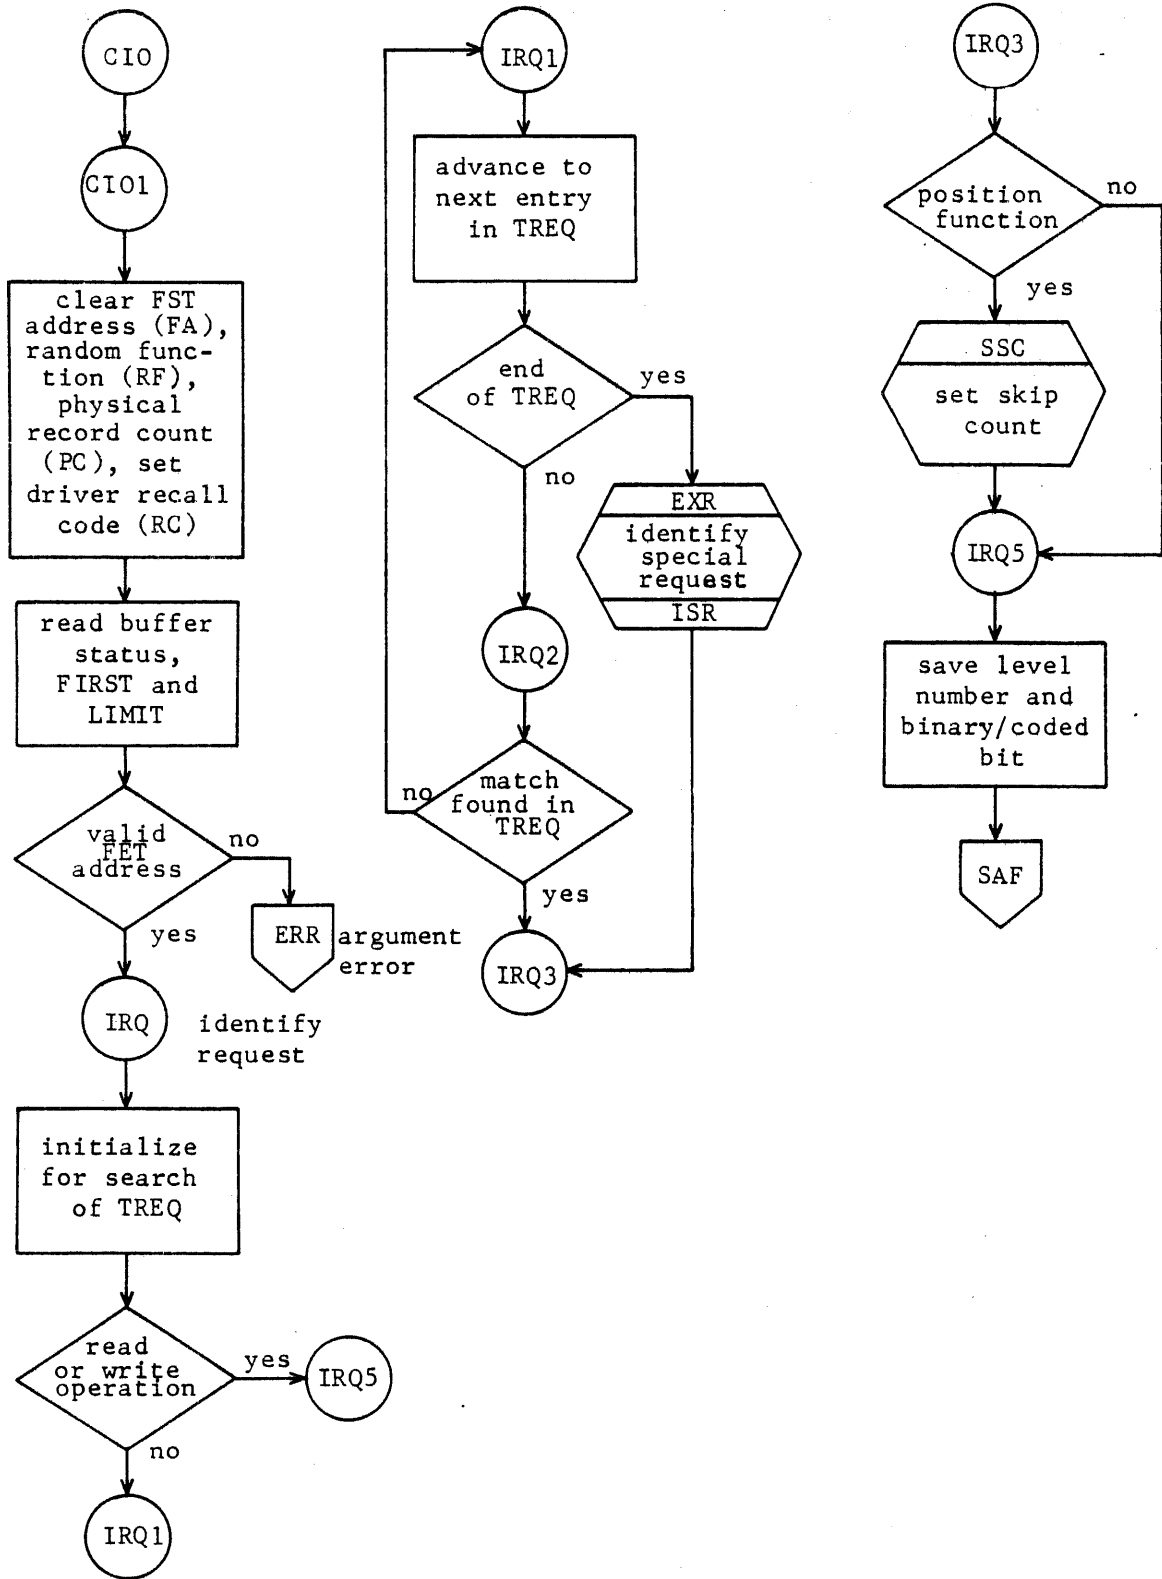 CIO
CIO1
clear FST
address (FA),
random func-
tion (RF),
physical
record count
(PC), set
driver recall
code (RC)
read buffer
status,
FIRST and
LIMIT
valid
FET
address
no
yes
ERR
argument
error
IRQ
identify
request
initialize
for search
of TREQ
read
or write
operation
yes
IRQ5
no
IRQ1
IRQ1
advance to
next entry
in TREQ
end
of TREQ
yes
no
EXR
identify
special
request
ISR
IRQ2
match
found in
TREQ
no
yes
IRQ3
IRQ3
position
function
no
yes
SSC
set skip
count
IRQ5
save level
number and
binary/coded
bit
SAF